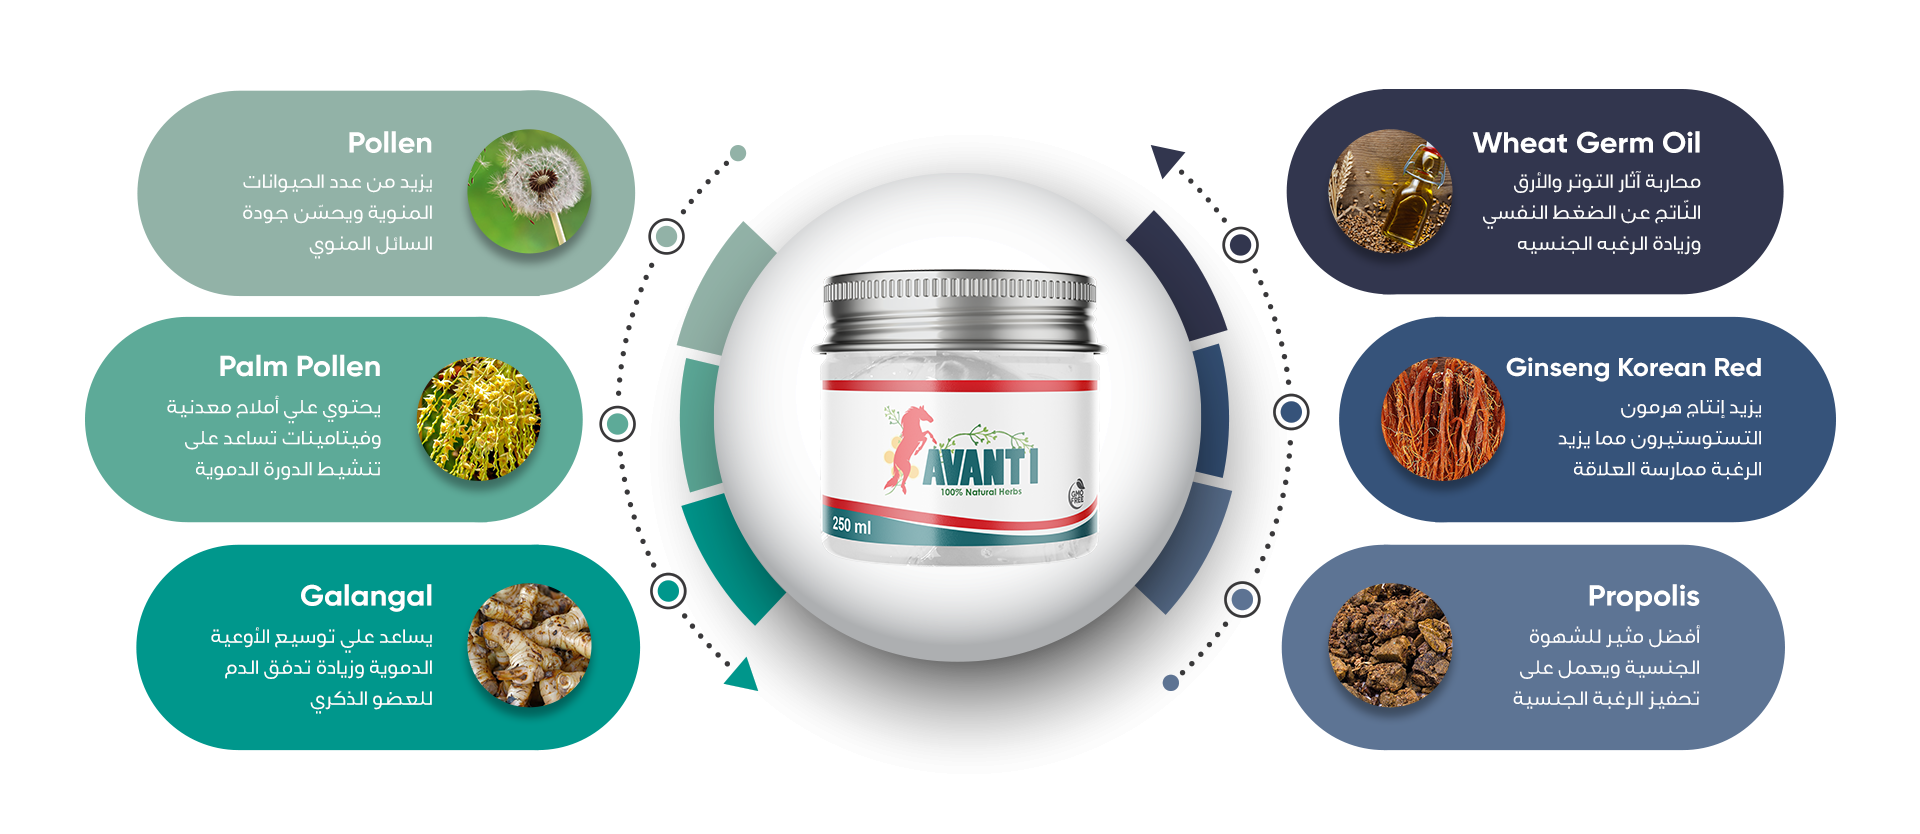 Pollen
يزيد من عدد الحيوانات
المنوية ويحسّن جودة
السائل المنوي
Palm Pollen
يحتوي علي أملاح معدنية
وفيتامينات تساعد على
تنشيط الدورة الدموية
Galangal
يساعد علي توسيع الأوعية
الدموية وزيادة تدفق الدم
للعضو الذكري
AVANTI
100% Natural Herbs
GMO
FREE
250 ml
Wheat Germ Oil
محاربة آثار التوتر والأرق
النّاتج عن الضغط النفسي
وزيادة الرغبه الجنسيه
Ginseng Korean Red
يزيد إنتاج هرمون
التستوستيرون مما يزيد
الرغبة ممارسة العلاقة
Propolis
أفضل مثير للشهوة
الجنسية ويعمل على
تحفيز الرغبة الجنسية